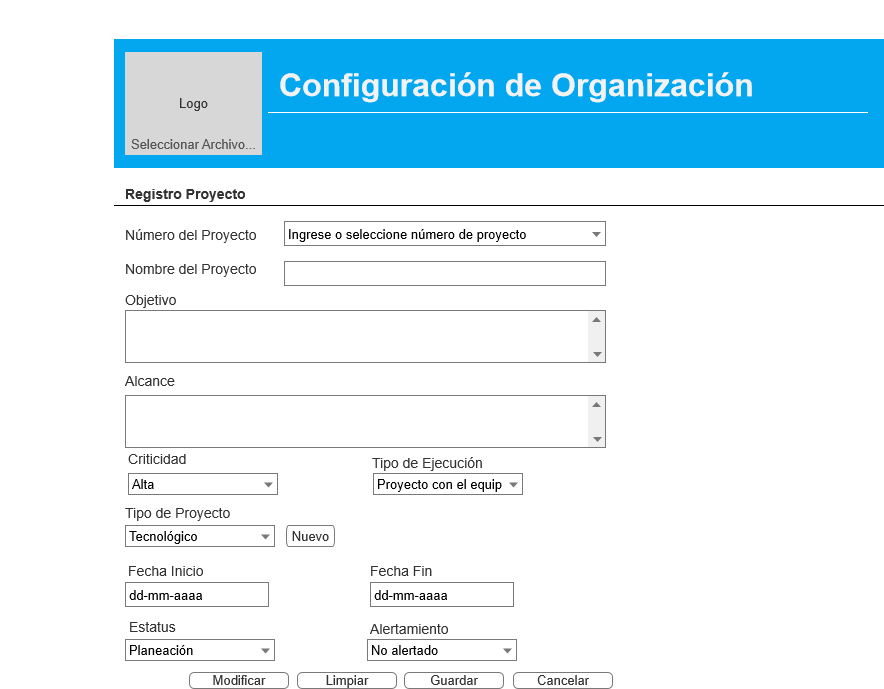 Logo
Seleccionar Archivo...
Configuración de Organización
Registro Proyecto
Número del Proyecto
Ingrese o seleccione número de proyecto
Nombre del Proyecto
Objetivo
Alcance
Criticidad
Tipo de Ejecución
Alta
Proyecto con el equip
Tipo de Proyecto
Tecnológico
Nuevo
Fecha Inicio
Fecha Fin
dd-mm-aaaa
dd-mm-aaaa
Estatus
Alertamiento
Planeación
No alertado
Modificar
Limpiar
Guardar
Cancelar